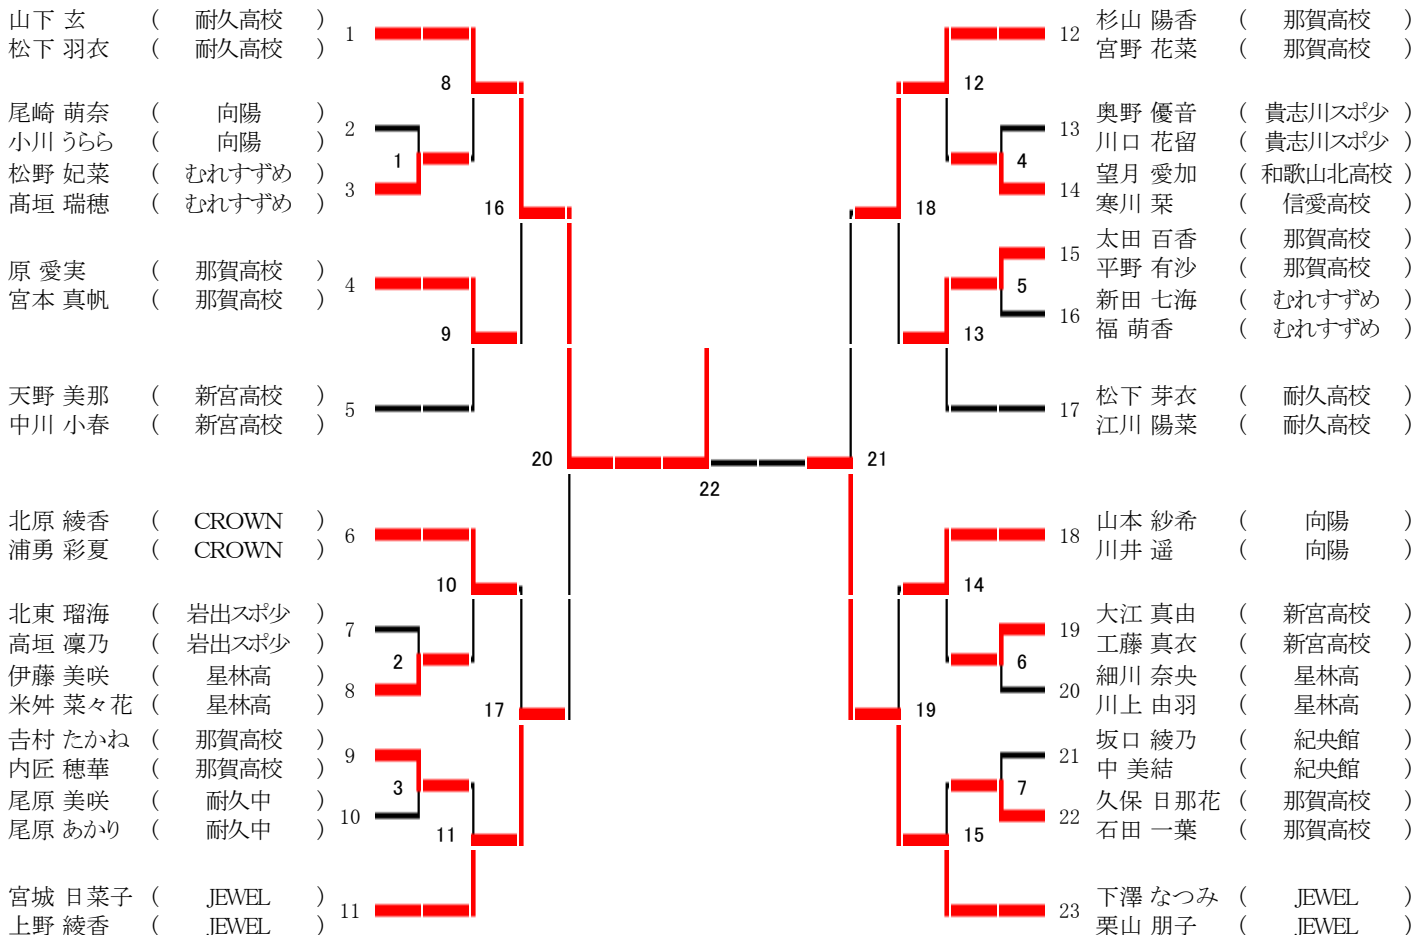 山下 玄 ( 耐久高校 )
松下 羽衣 ( 耐久高校 )
1
尾崎 萌奈 ( 向陽 )
2
小川 うらら ( 向陽 )
松野 妃菜 ( むれすずめ )
3
髙垣 瑞穂 ( むれすずめ )
原 愛実 ( 那賀高校 )
4
宮本 真帆 ( 那賀高校 )
天野 美那 ( 新宮高校 )
5
中川 小春 ( 新宮高校 )
北原 綾香 ( CROWN )
6
浦勇 彩夏 ( CROWN )
北東 瑠海 ( 岩出スポ少 )
7
高垣 凜乃 ( 岩出スポ少 )
伊藤 美咲 ( 星林高 )
8
米舛 菜々花 ( 星林高 )
𠮷村 たかね ( 那賀高校 )
9
内匠 穂華 ( 那賀高校 )
尾原 美咲 ( 耐久中 )
10
尾原 あかり ( 耐久中 )
宮城 日菜子 ( JEWEL )
11
上野 綾香 ( JEWEL )
8
1
16
9
20
10
2
17
3
11
22
12
4
18
5
13
21
14
6
19
7
15
杉山 陽香 ( 那賀高校 )
12
宮野 花菜 ( 那賀高校 )
奥野 優音 ( 貴志川スポ少 )
13
川口 花留 ( 貴志川スポ少 )
望月 愛加 ( 和歌山北高校 )
14
寒川 栞 ( 信愛高校 )
太田 百香 ( 那賀高校 )
15
平野 有沙 ( 那賀高校 )
新田 七海 ( むれすずめ )
16
福 萌香 ( むれすずめ )
松下 芽衣 ( 耐久高校 )
17
江川 陽菜 ( 耐久高校 )
山本 紗希 ( 向陽 )
18
川井 遥 ( 向陽 )
大江 真由 ( 新宮高校 )
19
工藤 真衣 ( 新宮高校 )
細川 奈央 ( 星林高 )
20
川上 由羽 ( 星林高 )
坂口 綾乃 ( 紀央館 )
21
中 美結 ( 紀央館 )
久保 日那花 ( 那賀高校 )
22
石田 一葉 ( 那賀高校 )
下澤 なつみ ( JEWEL )
23
栗山 朋子 ( JEWEL )